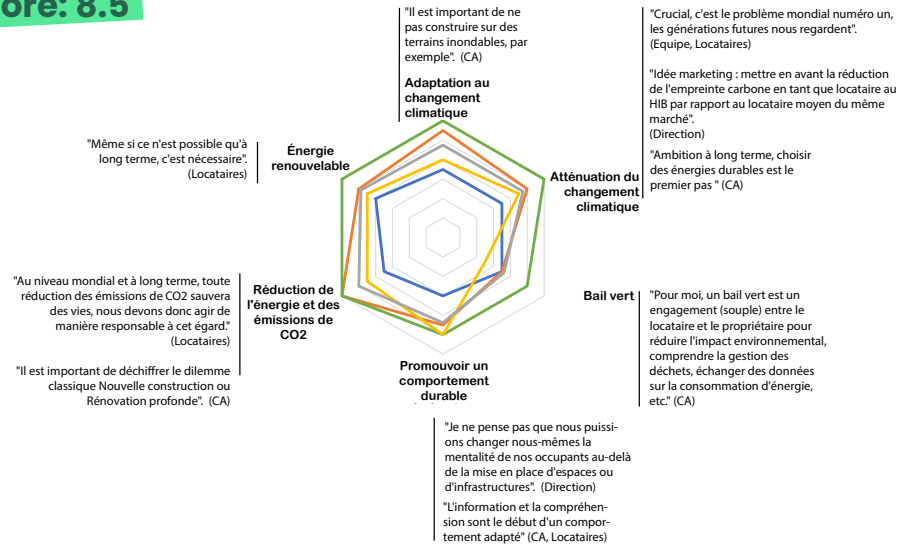 ore: 8.5
"Il est important de ne
pas construire sur des
terrains inondables, par
exemple". (CA)
Adaptation au
changement
climatique
"Crucial, c'est le problème mondial numéro un,
les générations futures nous regardent".
(Equipe, Locataires)
"Idée marketing : mettre en avant la réduction
de l'empreinte carbone en tant que locataire au
HIB par rapport au locataire moyen du même
marché".
(Direction)
"Ambition à long terme, choisir
des énergies durables est le
premier pas " (CA)
Atténuation du
changement
climatique
"Même si ce n'est possible qu'à
long terme, c'est nécessaire".
(Locataires)
Énergie
renouvelable
"Au niveau mondial et à long terme, toute
réduction des émissions de CO2 sauvera
des vies, nous devons donc agir de
manière responsable à cet égard."
(Locataires)
"Il est important de déchiffrer le dilemme
classique Nouvelle construction ou
Rénovation profonde". (CA)
Réduction de
l'énergie et des
émissions de
CO2
Bail vert
"Pour moi, un bail vert est un
engagement (souple) entre le
locataire et le propriétaire pour
réduire l'impact environnemental,
comprendre la gestion des
déchets, échanger des données
sur la consommation d'énergie,
etc." (CA)
Promouvoir un
comportement
durable
"Je ne pense pas que nous puissi-
ons changer nous-mêmes la
mentalité de nos occupants au-delà
de la mise en place d'espaces ou
d'infrastructures". (Direction)
"L'information et la compréhen-
sion sont le début d'un compor-
tement adapté" (CA, Locataires)